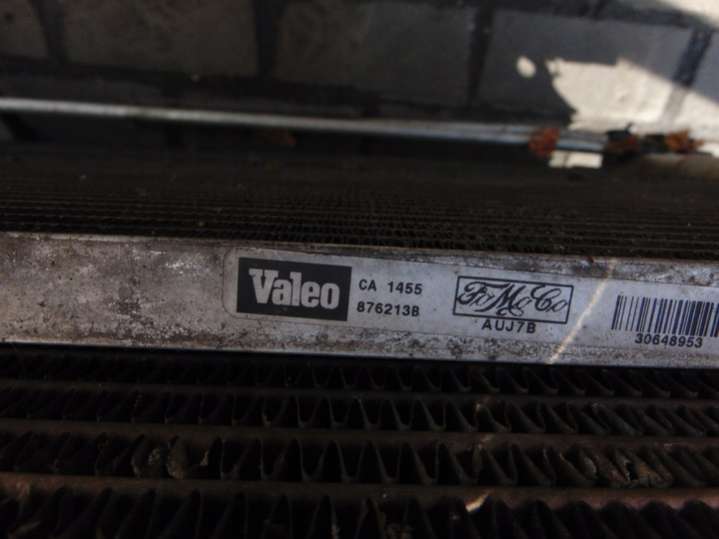 Valeo
CA 1455
876213B
FoMoCo
AUJ7B
30648953